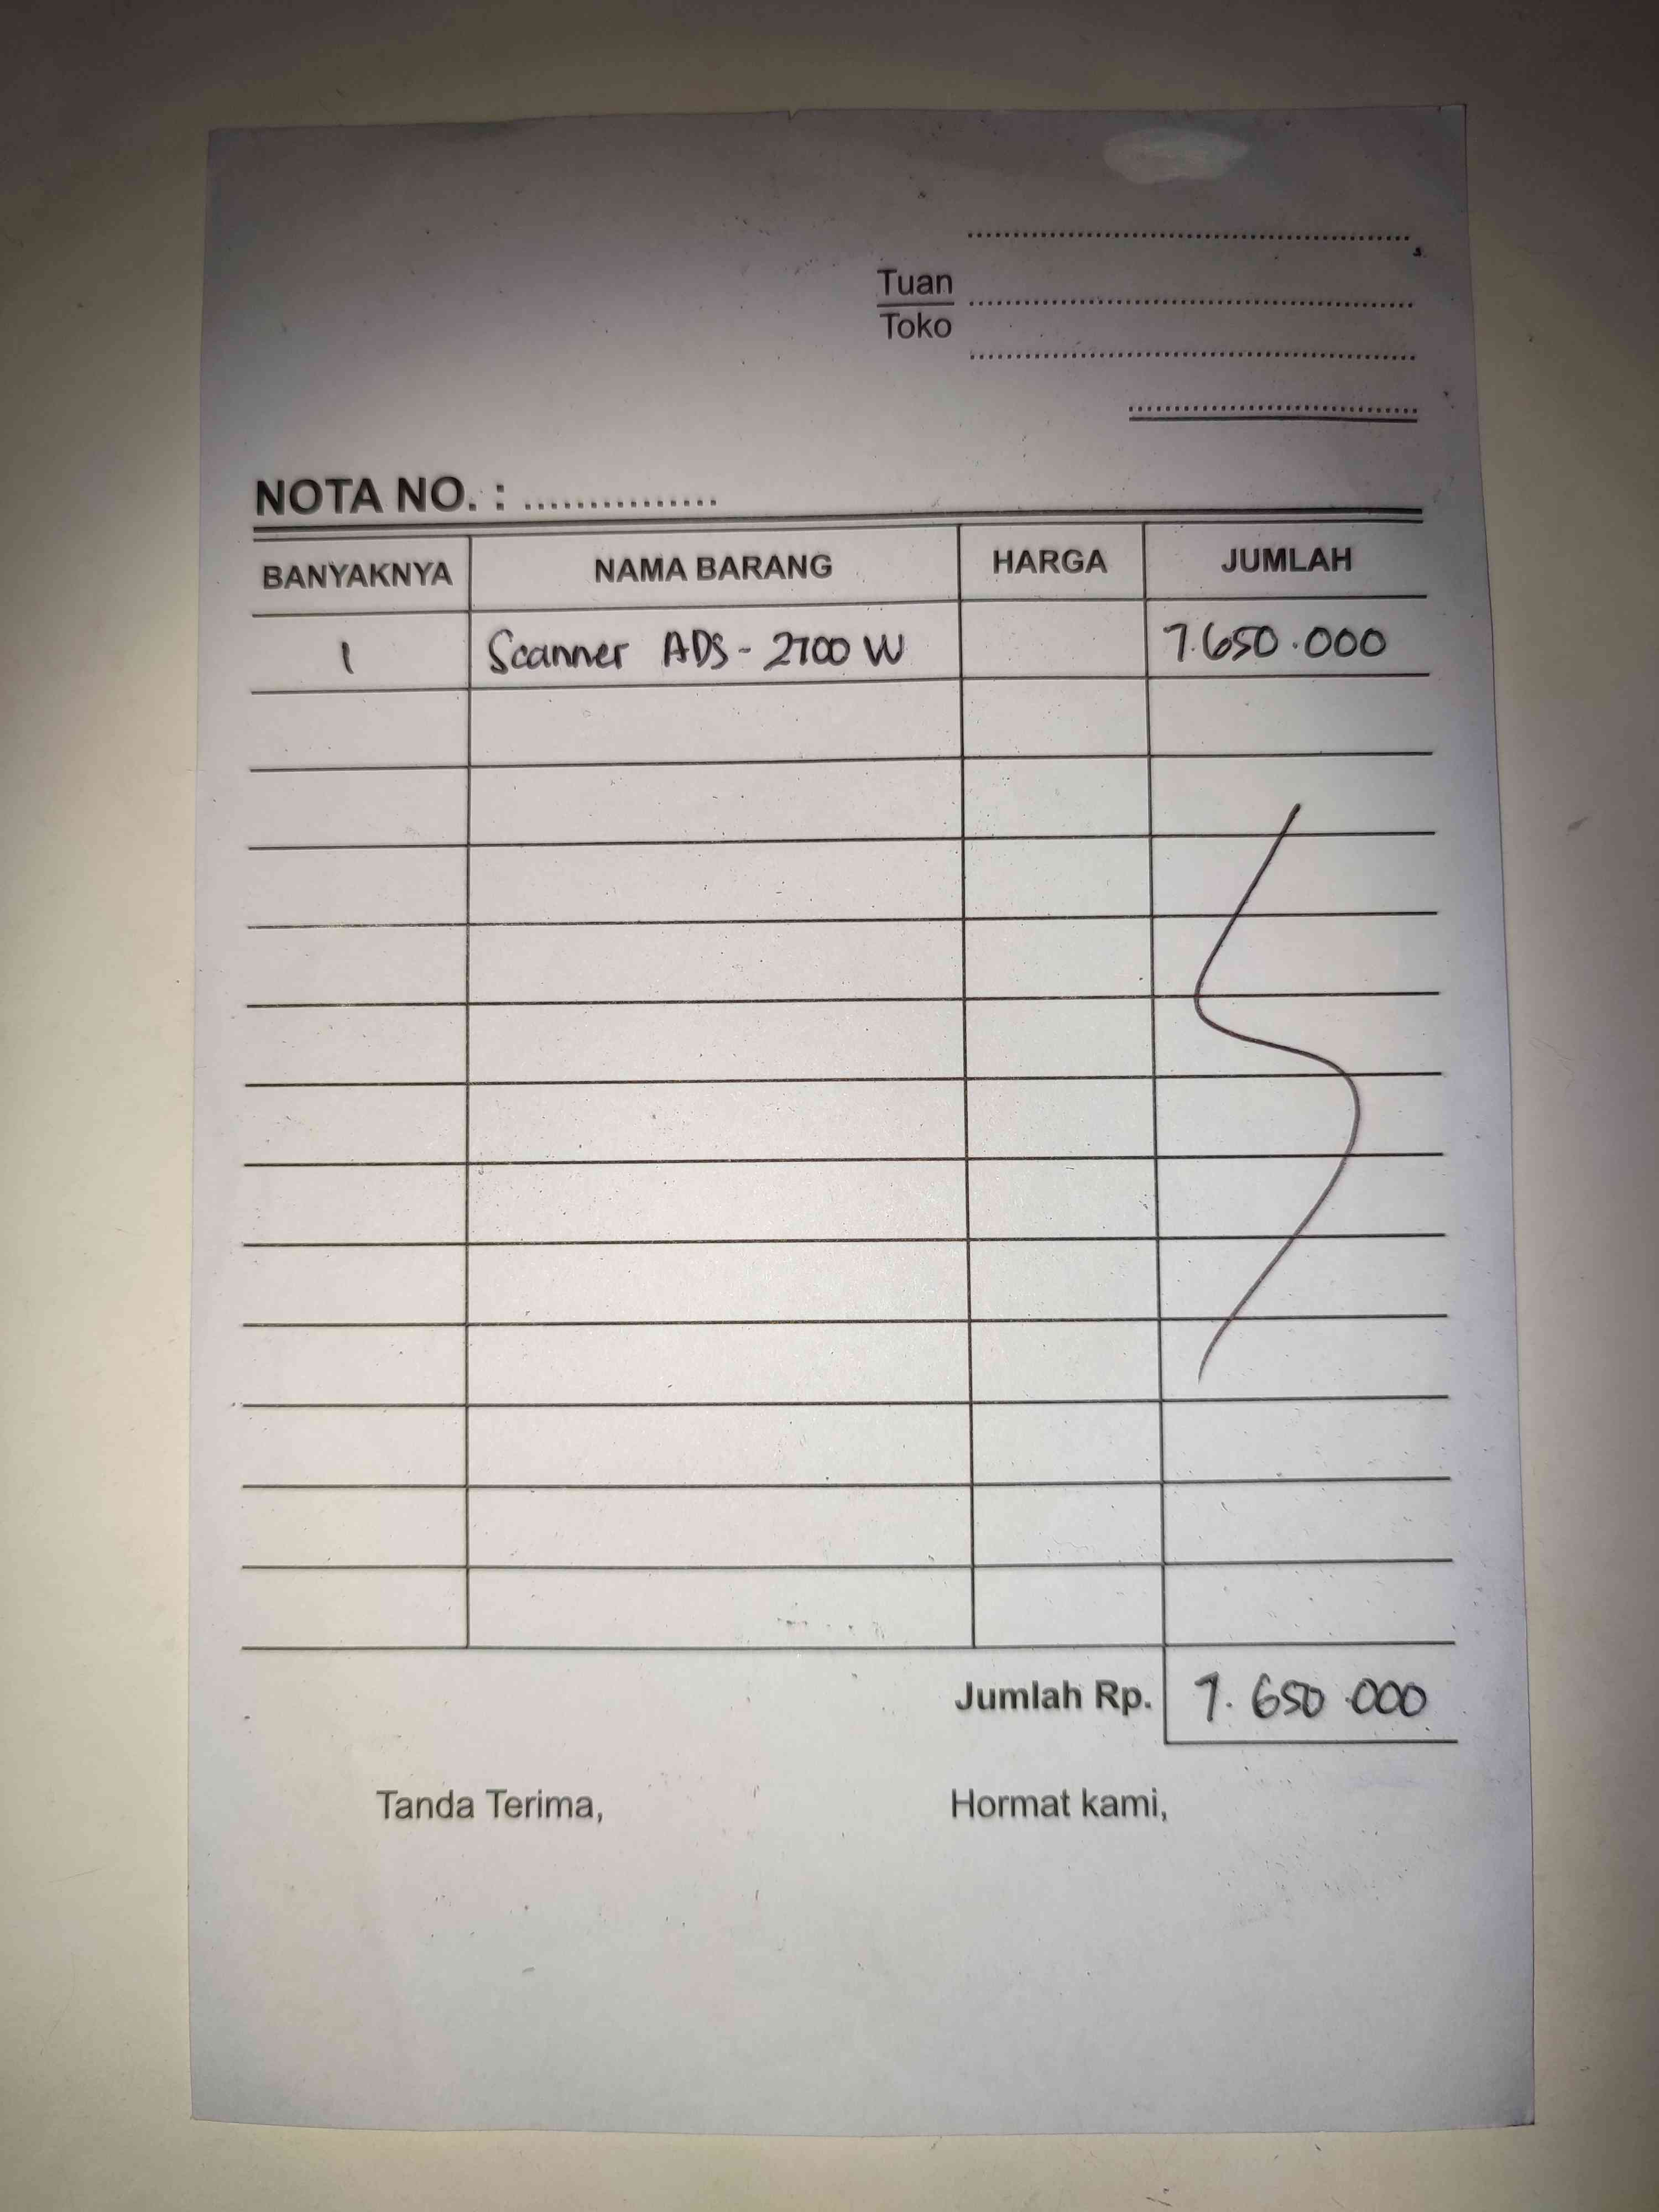 Tuan
Toko
NOTA NO. : ...............
BANYAKNYA NAMA BARANG HARGA JUMLAH
1 Scanner ADS - 2700 W 7.650.000
Jumlah Rp. 7.650.000
Tanda Terima, Hormat kami,